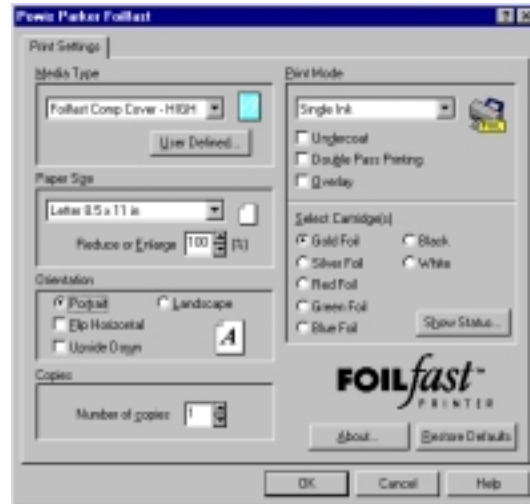 Powis Parker Foilfast
Print Settings
Media Type
Foilfast Comp Cover - HIGH
User Defined...
Paper Size
Letter 8.5 x 11 in
Reduce or Enlarge 100 [%]
Orientation
Portrait Landscape
Flip Horizontal
Upside Down
A
Copies
Number of copies 1
Print Mode
Single Ink
FOIL
Undercoat
Double Pass Printing
Overlay
Select Cartridge(s)
Gold Foil Black
Silver Foil White
Red Foil
Green Foil
Blue Foil Show Status...
FOILfast™
PRINTER
About... Restore Defaults
OK Cancel Help